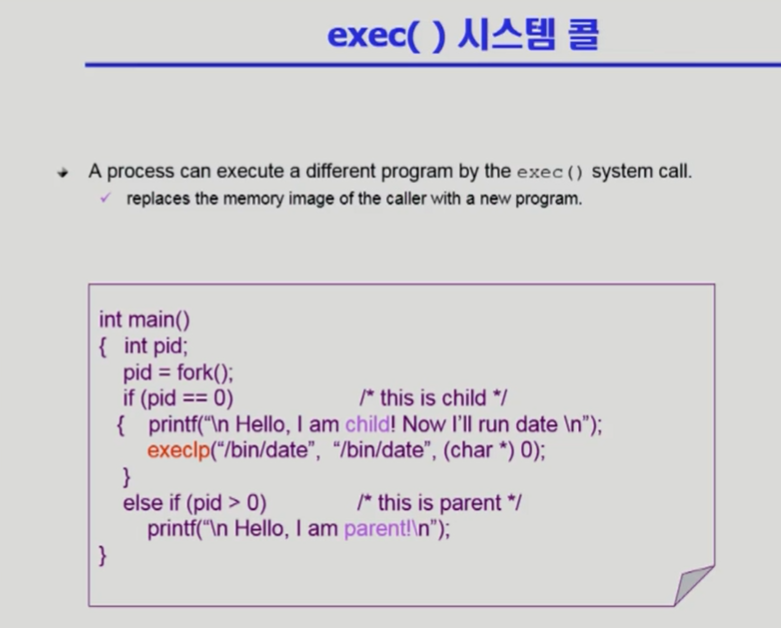 exec( ) 시스템 콜
A process can execute a different program by the exec() system call.
✓ replaces the memory image of the caller with a new program.
int main()
{ int pid;
pid = fork();
if (pid == 0) /* this is child */
{ printf(“\n Hello, I am child! Now I’ll run date \n”);
execlp(“/bin/date”, “/bin/date”, (char *) 0);
}
else if (pid > 0) /* this is parent */
printf(“\n Hello, I am parent!\n”);
}